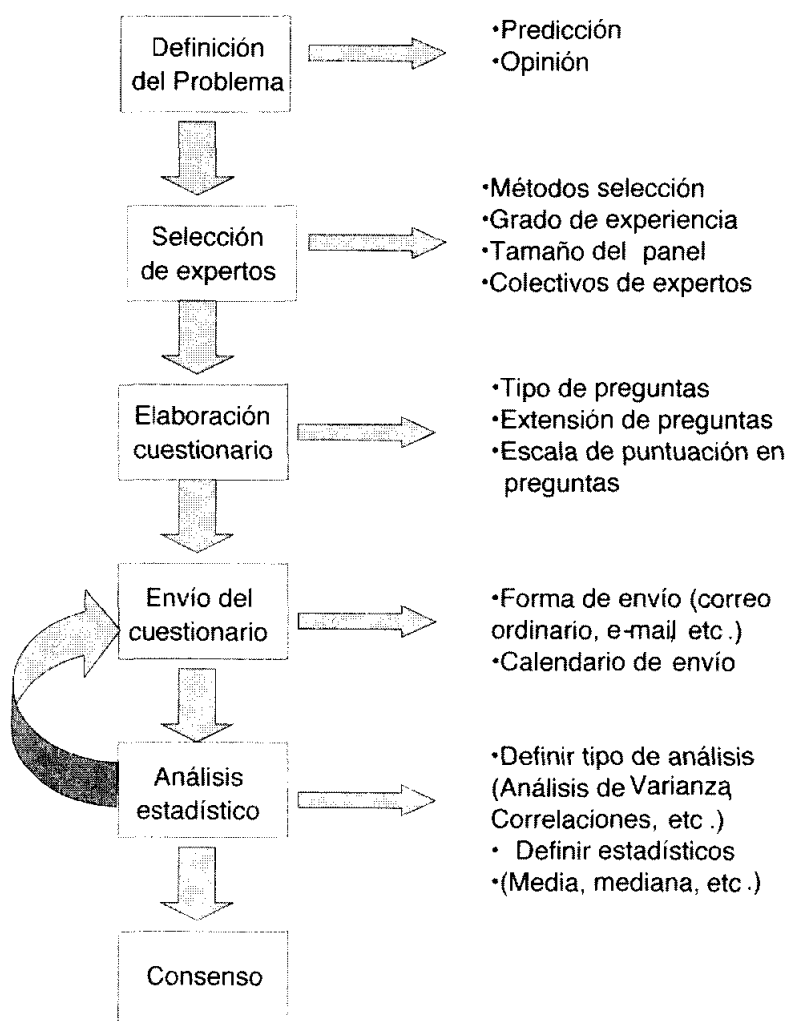 Definición
del Problema
•Predicción
•Opinión
Selección
de expertos
•Métodos selección
•Grado de experiencia
•Tamaño del panel
•Colectivos de expertos
Elaboración
cuestionario
•Tipo de preguntas
•Extensión de preguntas
•Escala de puntuación en
preguntas
Envío del
cuestionario
•Forma de envío (correo
ordinario, e-mail, etc.)
•Calendario de envío
Análisis
estadístico
•Definir tipo de análisis
(Análisis de Varianza,
Correlaciones, etc.)
• Definir estadísticos
•(Media, mediana, etc.)
Consenso